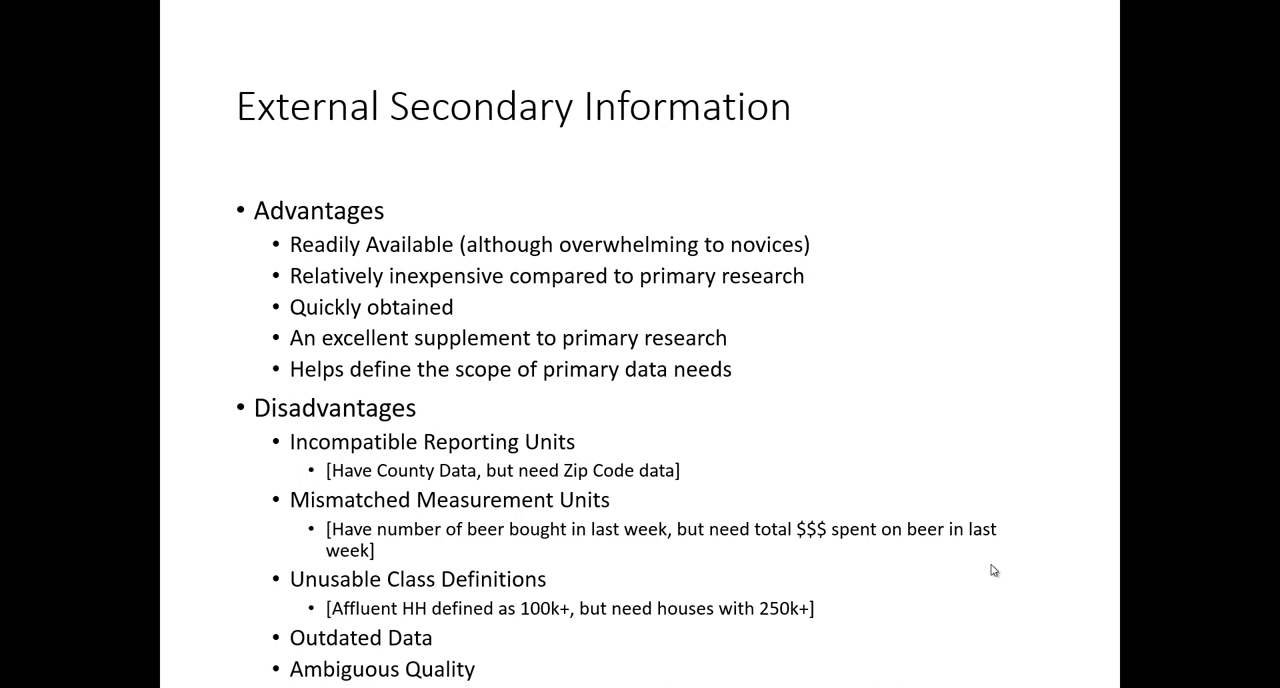 External Secondary Information
• Advantages
• Readily Available (although overwhelming to novices)
• Relatively inexpensive compared to primary research
• Quickly obtained
• An excellent supplement to primary research
• Helps define the scope of primary data needs
• Disadvantages
• Incompatible Reporting Units
• [Have County Data, but need Zip Code data]
• Mismatched Measurement Units
• [Have number of beer bought in last week, but need total $$$ spent on beer in last
week]
• Unusable Class Definitions
• [Affluent HH defined as 100k+, but need houses with 250k+]
• Outdated Data
• Ambiguous Quality